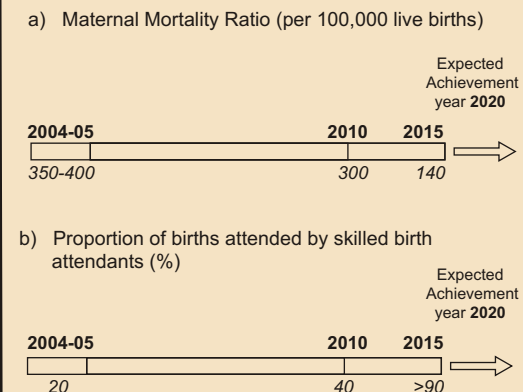 a) Maternal Mortality Ratio (per 100,000 live births)
Expected
Achievement
year 2020
2004-05 2010 2015
350-400 300 140
b) Proportion of births attended by skilled birth
attendants (%)
Expected
Achievement
year 2020
2004-05 2010 2015
20 40 >90